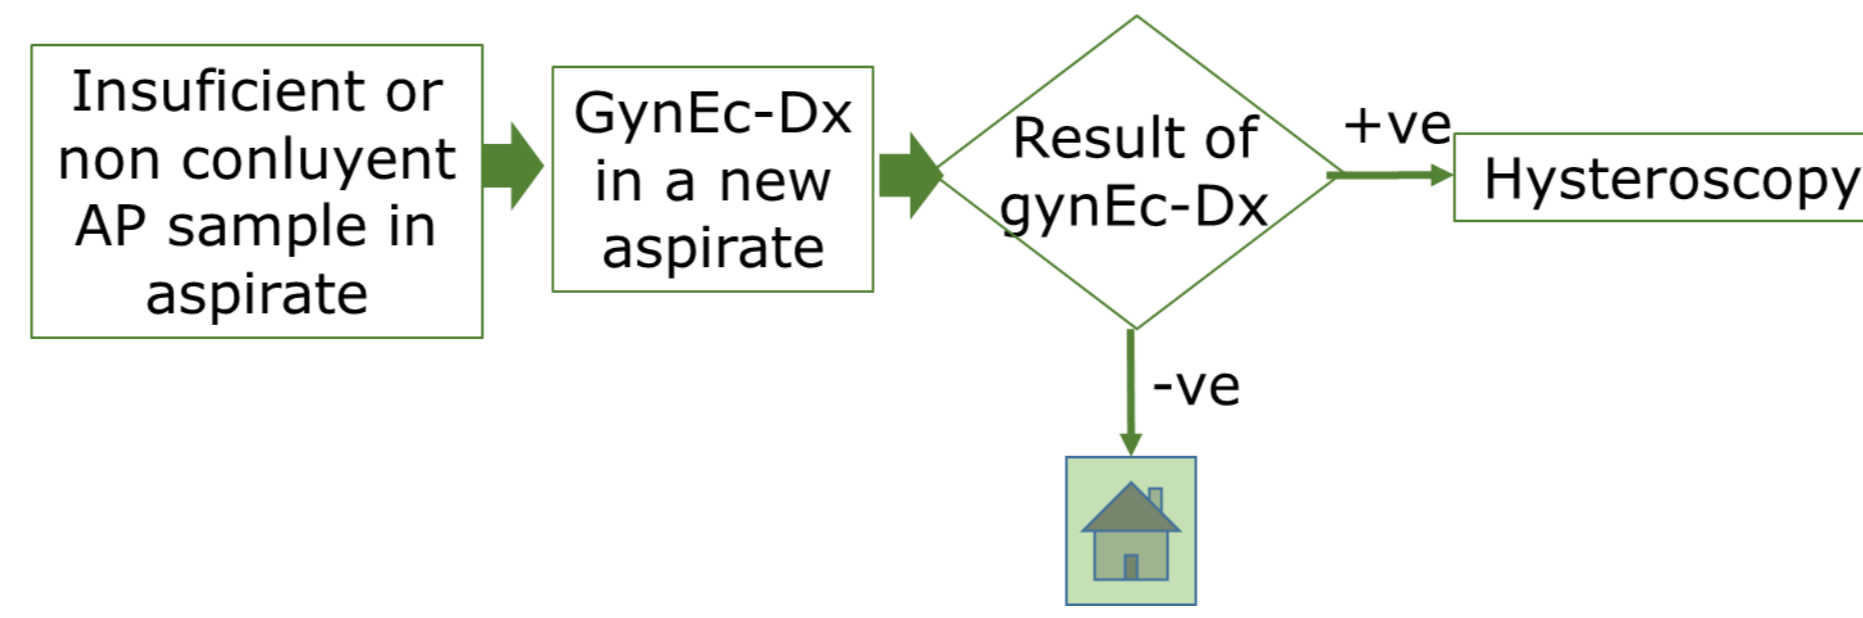 Insuficient or
non conluyent
AP sample in
aspirate
GynEc-Dx
in a new
aspirate
Result of
gynEc-Dx
+ve
Hysteroscopy
-ve